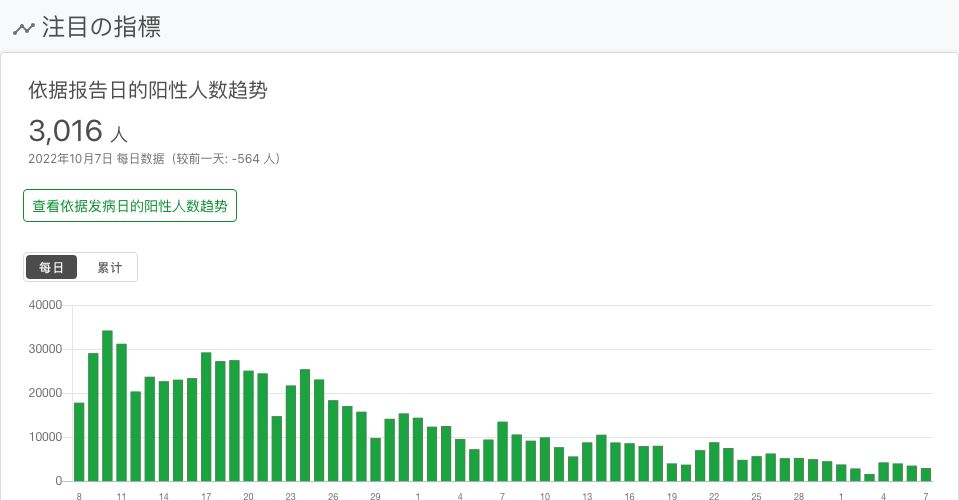 注目の指標
依据报告日的阳性人数趋势
3,016 人
2022年10月7日 每日数据（较前一天: -564 人）
查看依据发病日的阳性人数趋势
每日 累计
40000
30000
20000
10000
0
8 11 14 17 20 23 26 29 1 4 7 10 13 16 19 22 25 28 1 4 7